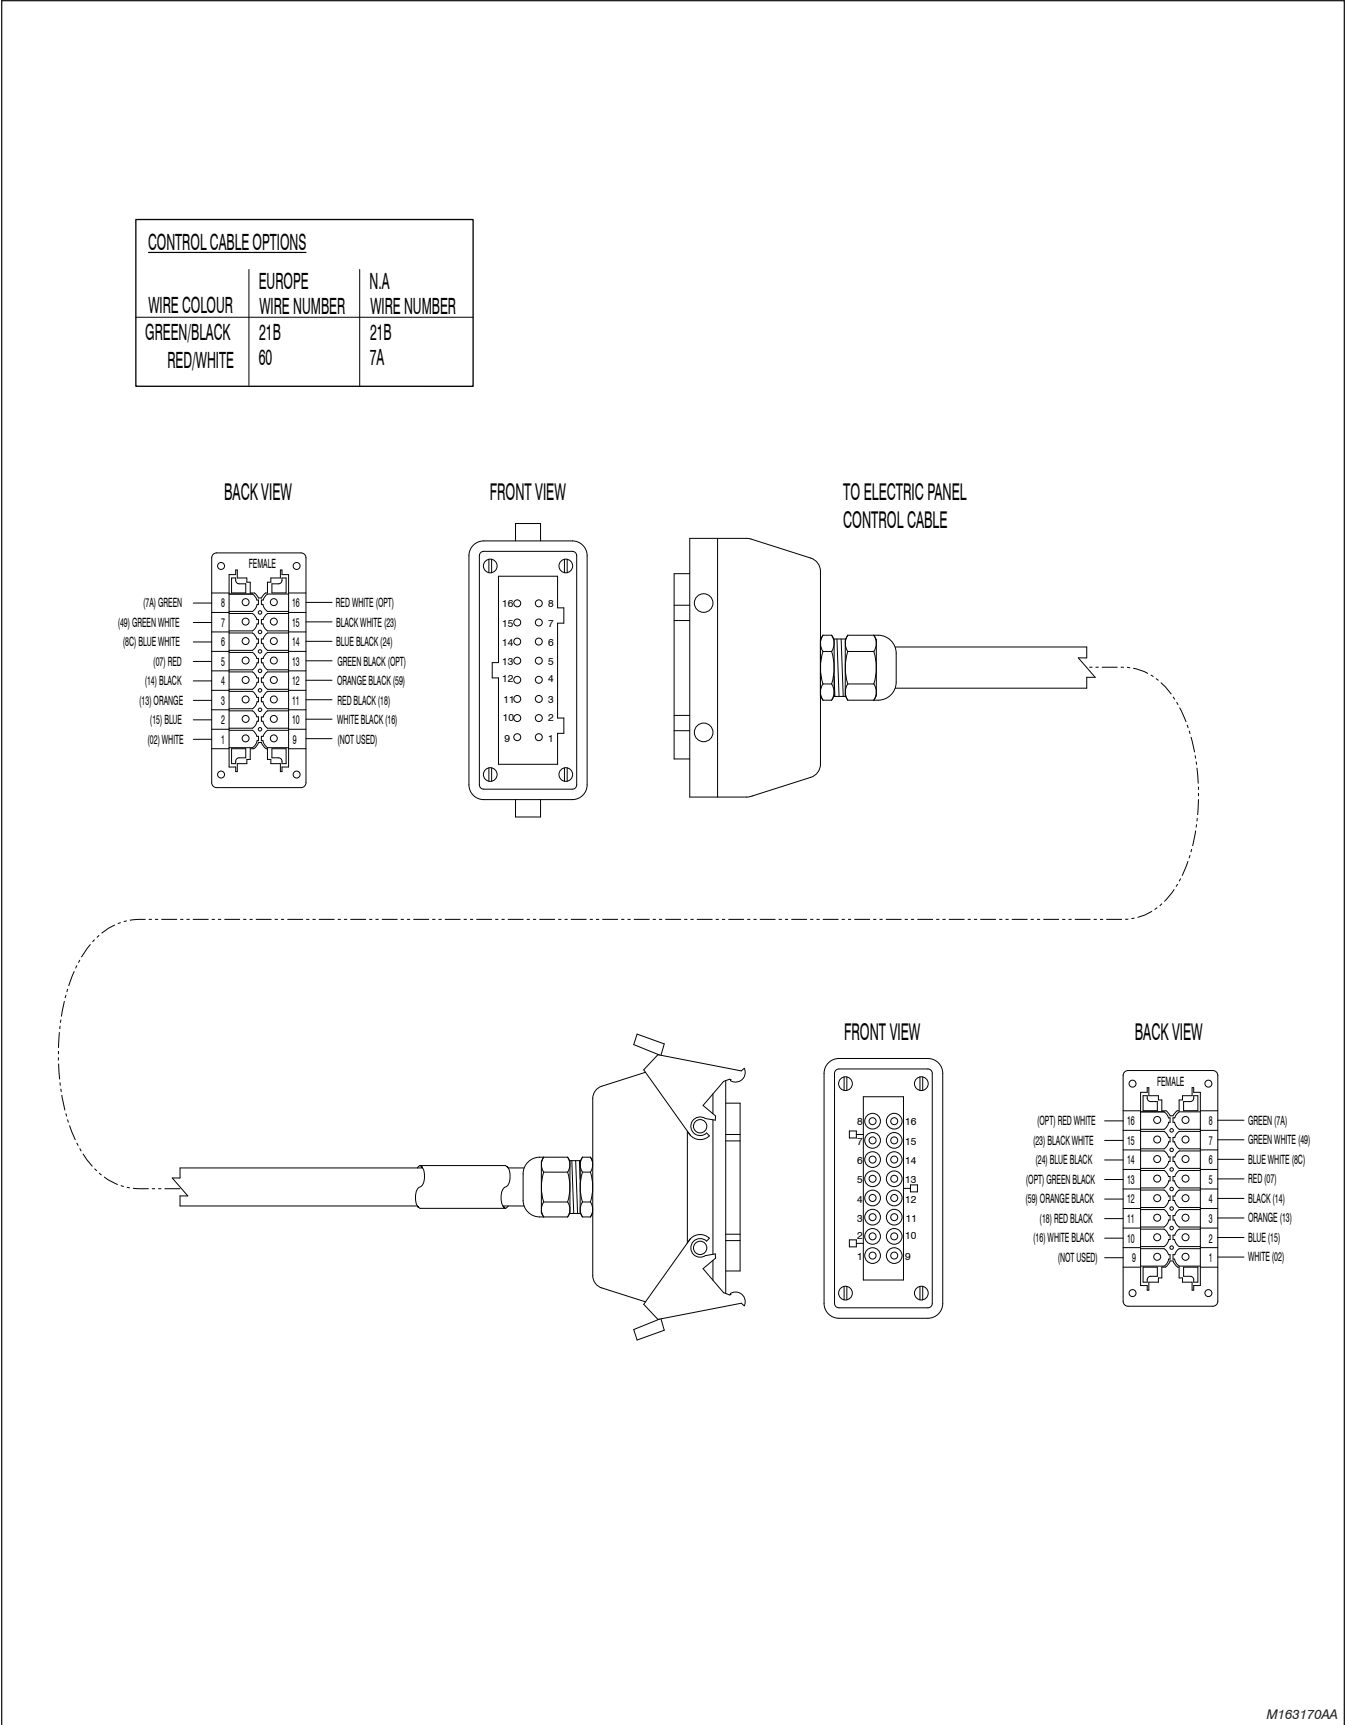 CONTROL CABLE OPTIONS
EUROPE N.A
WIRE COLOUR WIRE NUMBER WIRE NUMBER
GREEN/BLACK 21B 21B
RED/WHITE 60 7A
BACK VIEW FRONT VIEW TO ELECTRIC PANEL
CONTROL CABLE
FEMALE
(7A) GREEN 8 16 RED WHITE (OPT)
(49) GREEN WHITE 7 15 BLACK WHITE (23)
(8C) BLUE WHITE 6 14 BLUE BLACK (24)
(07) RED 5 13 GREEN BLACK (OPT)
(14) BLACK 4 12 ORANGE BLACK (59)
(13) ORANGE 3 11 RED BLACK (18)
(15) BLUE 2 10 WHITE BLACK (16)
(02) WHITE 1 9 (NOT USED)
16 8
15 7
14 6
13 5
12 4
11 3
10 2
9 1
FRONT VIEW BACK VIEW
8 16
7 15
6 14
5 13
4 12
3 11
2 10
1 9
FEMALE
(OPT) RED WHITE 16 8 GREEN (7A)
(23) BLACK WHITE 15 7 GREEN WHITE (49)
(24) BLUE BLACK 14 6 BLUE WHITE (8C)
(OPT) GREEN BLACK 13 5 RED (07)
(59) ORANGE BLACK 12 4 BLACK (14)
(18) RED BLACK 11 3 ORANGE (13)
(16) WHITE BLACK 10 2 BLUE (15)
(NOT USED) 9 1 WHITE (02)
M163170AA